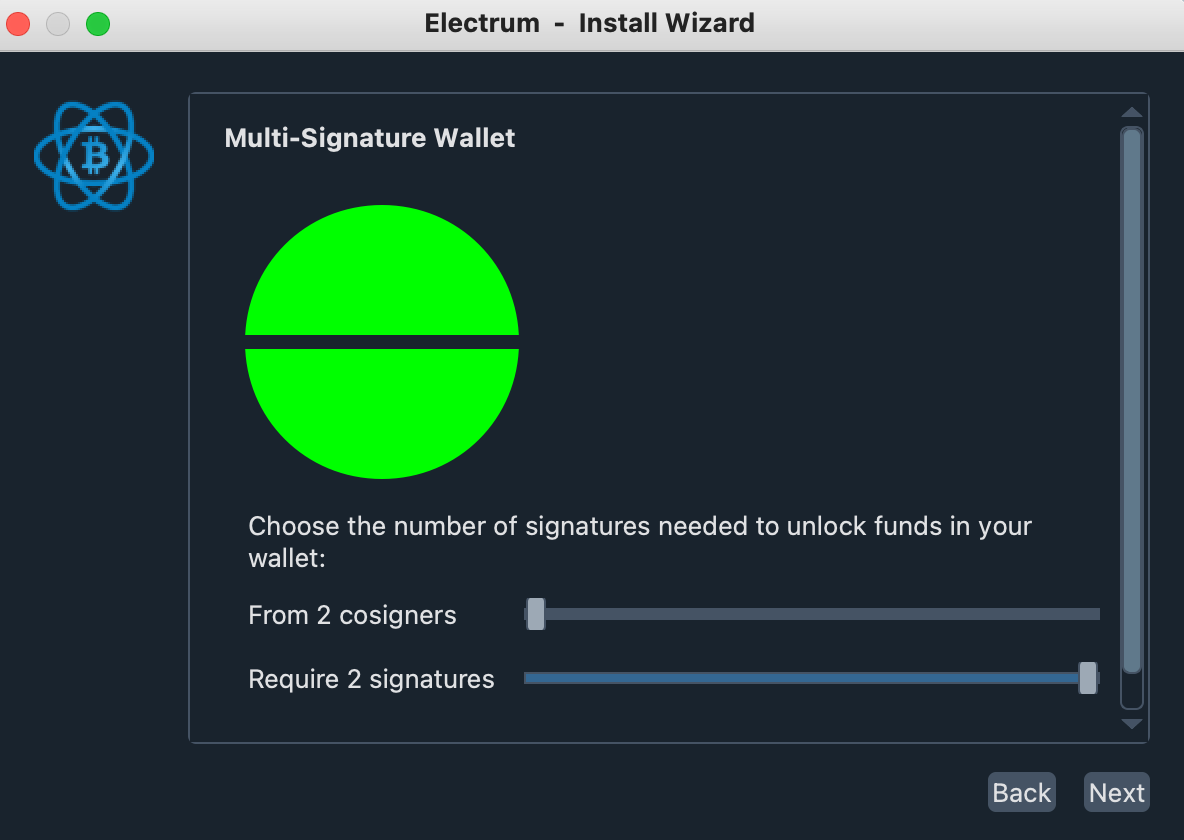 Electrum - Install Wizard
Multi-Signature Wallet
Choose the number of signatures needed to unlock funds in your
wallet:
From 2 cosigners
Require 2 signatures
Back Next